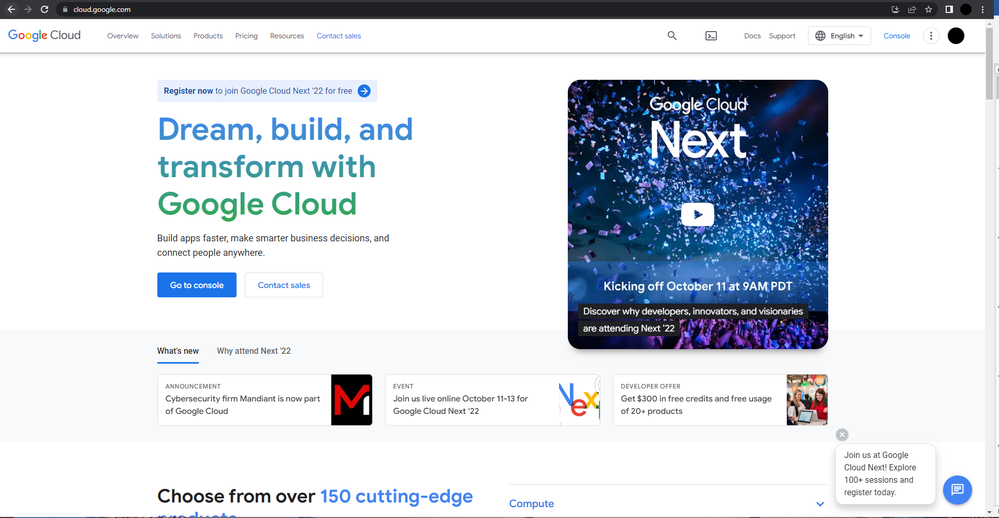 cloud.google.com
Google Cloud
Overview
Solutions
Products
Pricing
Resources
Contact sales
Docs
Support
English
Console
Register now to join Google Cloud Next '22 for free
Dream, build, and
transform with
Google Cloud
Build apps faster, make smarter business decisions, and
connect people anywhere.
Go to console
Contact sales
Google Cloud
Next
Kicking off October 11 at 9AM PDT
Discover why developers, innovators, and visionaries
are attending Next ’22
What's new
Why attend Next '22
ANNOUNCEMENT
Cybersecurity firm Mandiant is now part
of Google Cloud
EVENT
Join us live online October 11-13 for
Google Cloud Next ‘22
Next
DEVELOPER OFFER
Get $300 in free credits and free usage
of 20+ products
Join us at Google
Cloud Next! Explore
100+ sessions and
register today.
Choose from over 150 cutting-edge
products
Compute